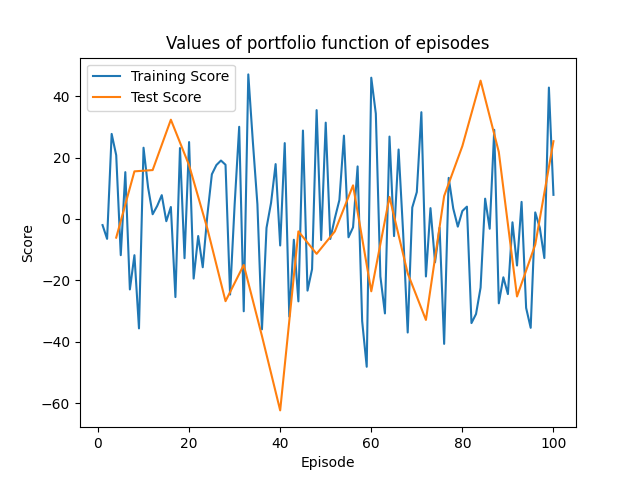 Values of portfolio function of episodes
Training Score
Test Score
40
20
0
−20
−40
−60
Score
0 20 40 60 80 100
Episode